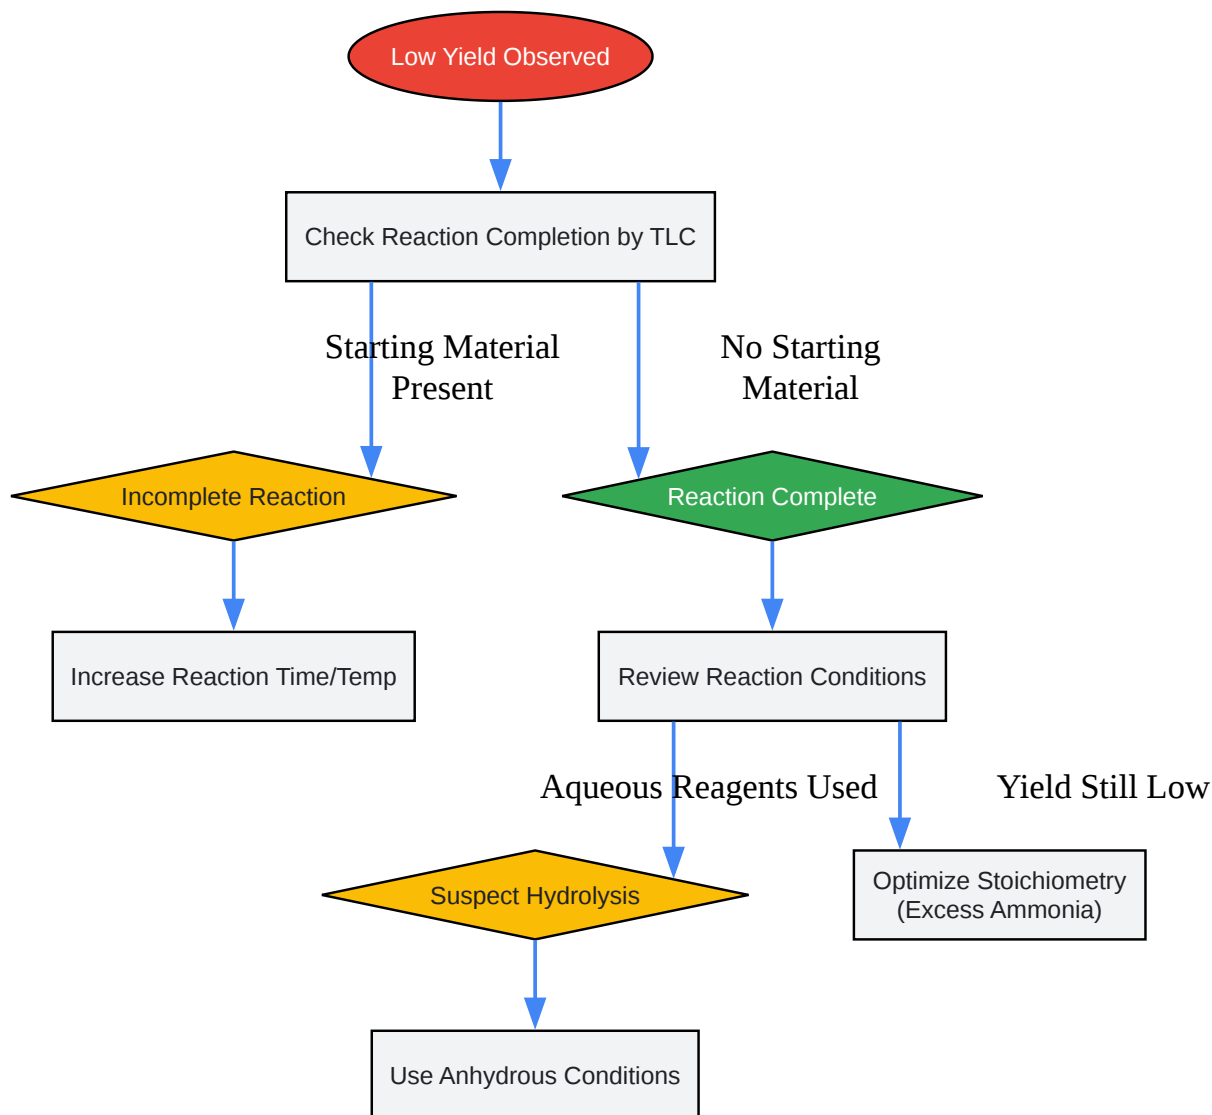 Low Yield Observed
Check Reaction Completion by TLC
Starting Material
Present
No Starting
Material
Incomplete Reaction
Reaction Complete
Increase Reaction Time/Temp
Review Reaction Conditions
Aqueous Reagents Used
Yield Still Low
Suspect Hydrolysis
Optimize Stoichiometry
(Excess Ammonia)
Use Anhydrous Conditions